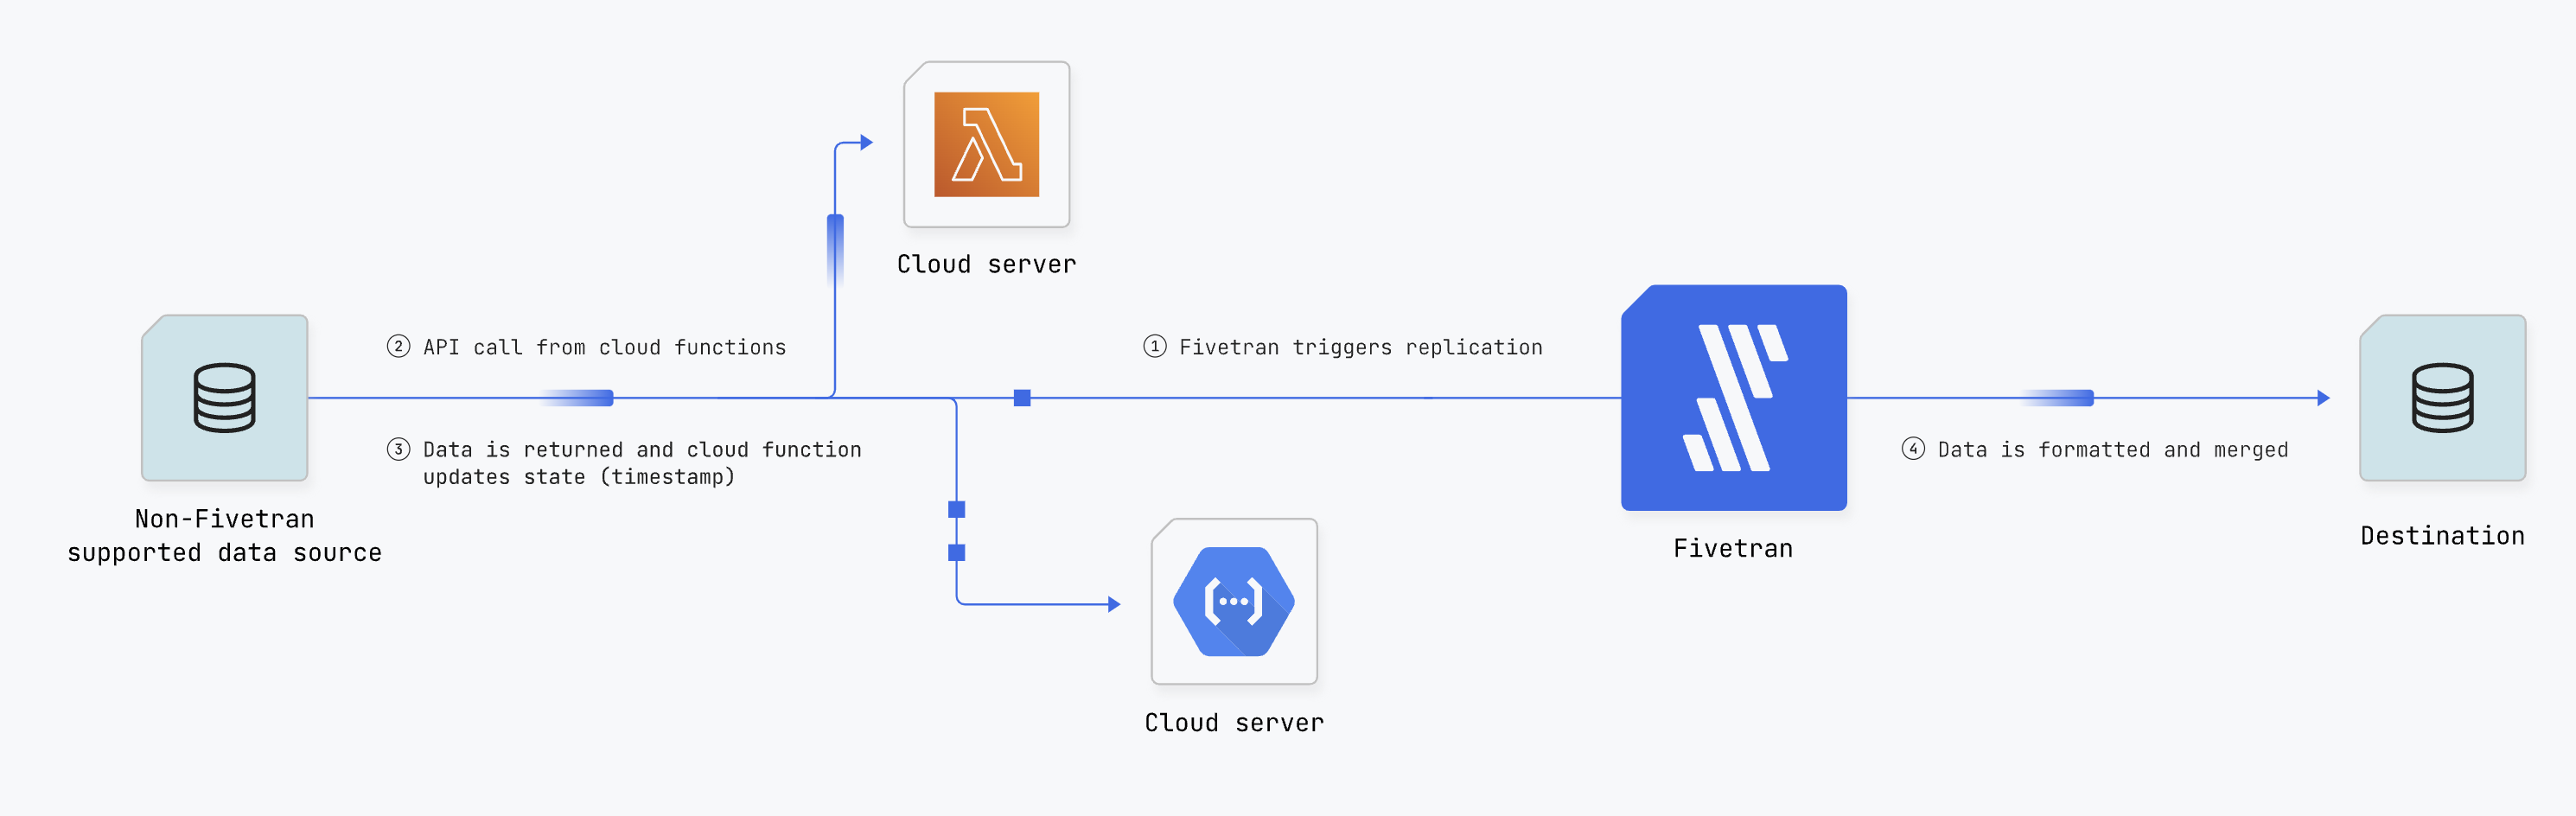 Cloud server
② API call from cloud functions
① Fivetran triggers replication
③ Data is returned and cloud function
updates state (timestamp)
④ Data is formatted and merged
Non-Fivetran
supported data source
Fivetran
Destination
Cloud server